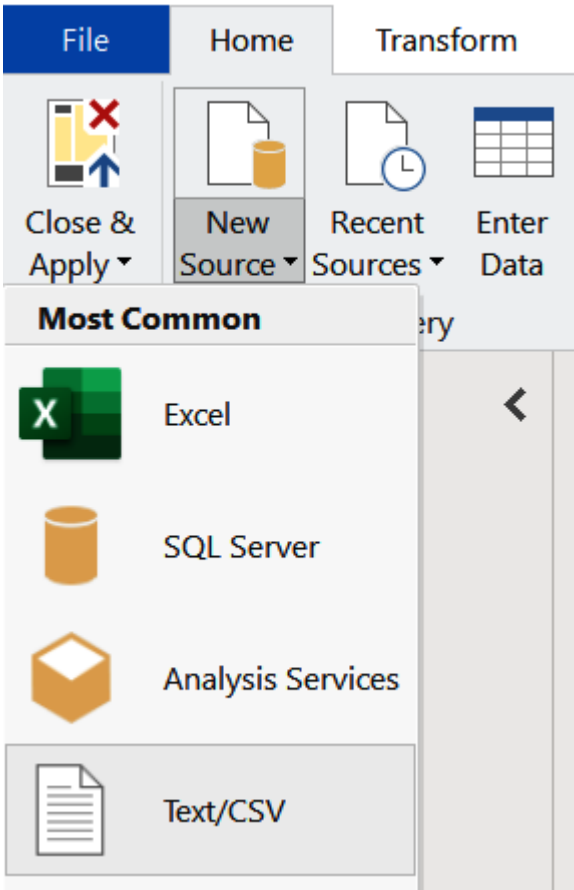 File Home Transform
Close & New Recent Enter
Apply Source Sources Data
Most Common
ery
X Excel
SQL Server
Analysis Services
Text/CSV